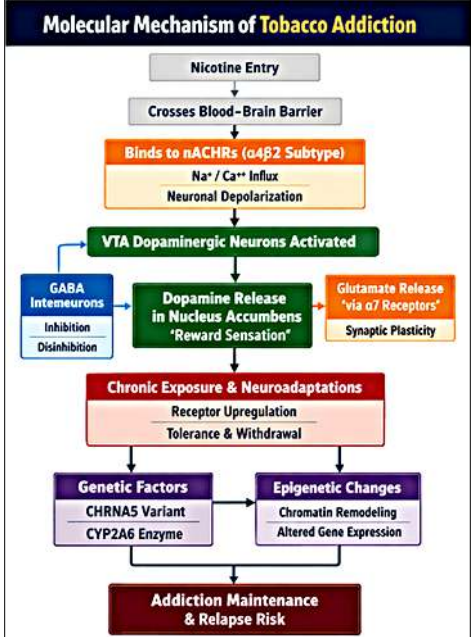 Molecular Mechanism of Tobacco Addiction
Nicotine Entry
Crosses Blood-Brain Barrier
Binds to nACHRs (α4β2 Subtype)
Na⁺ / Ca⁺⁺ Influx
Neuronal Depolarization
VTA Dopaminergic Neurons Activated
GABA
Intemeurons
Inhibition
Disinhibition
Dopamine Release
in Nucleus Accumbens
"Reward Sensation"
Glutamate Release
"via α7 Receptors"
Synaptic Plasticity
Chronic Exposure & Neuroadaptations
Receptor Upregulation
Tolerance & Withdrawal
Genetic Factors
CHRNA5 Variant
CYP2A6 Enzyme
Epigenetic Changes
Chromatin Remodeling
Altered Gene Expression
Addiction Maintenance
& Relapse Risk